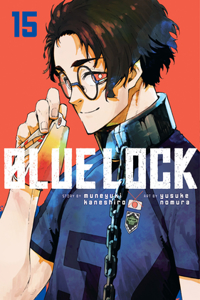 15
BLUE LOCK
STORY BY muneyuki kaneshiro
ART BY yusuke nomura